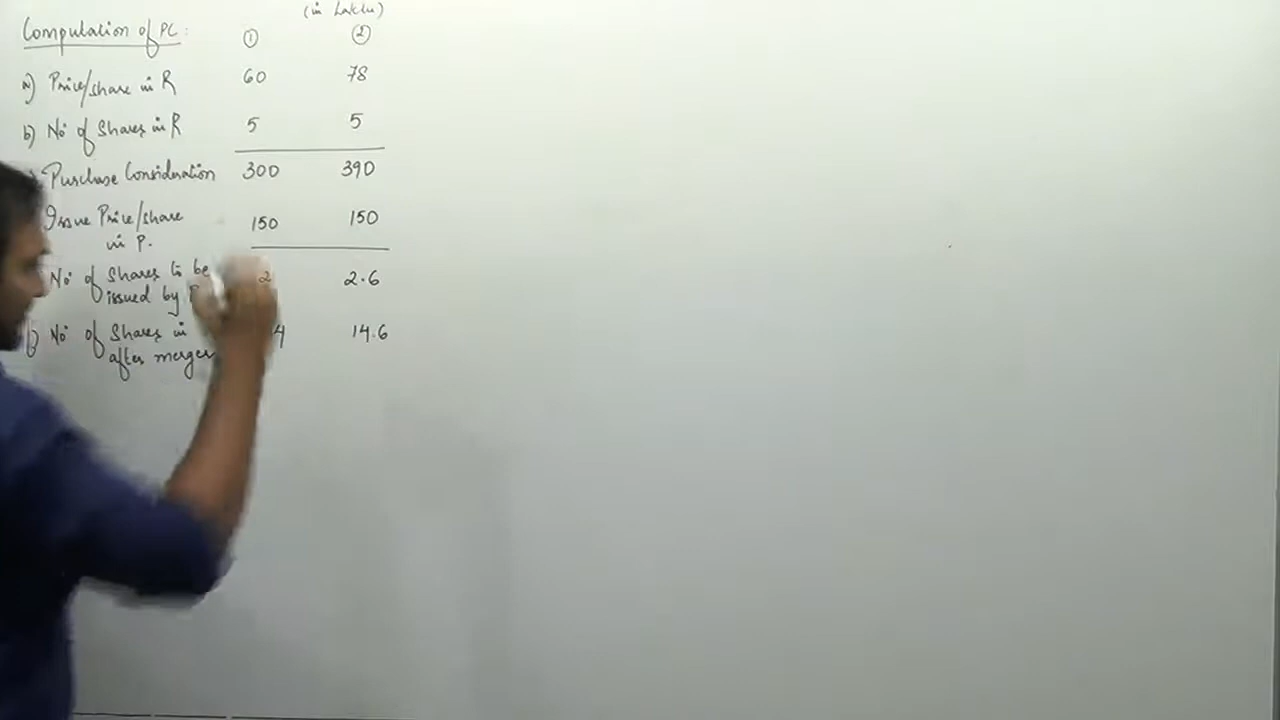 (in Lakhs)
Computation of PC: ① ②
a) Price/share in R 60 78
b) No of Shares in R 5 5
Purchase Consideration 300 390
Issue Price/share 150 150
in P.
No of Shares to be 2 2.6
issued by
f) No of Shares in 4 14.6
after merger